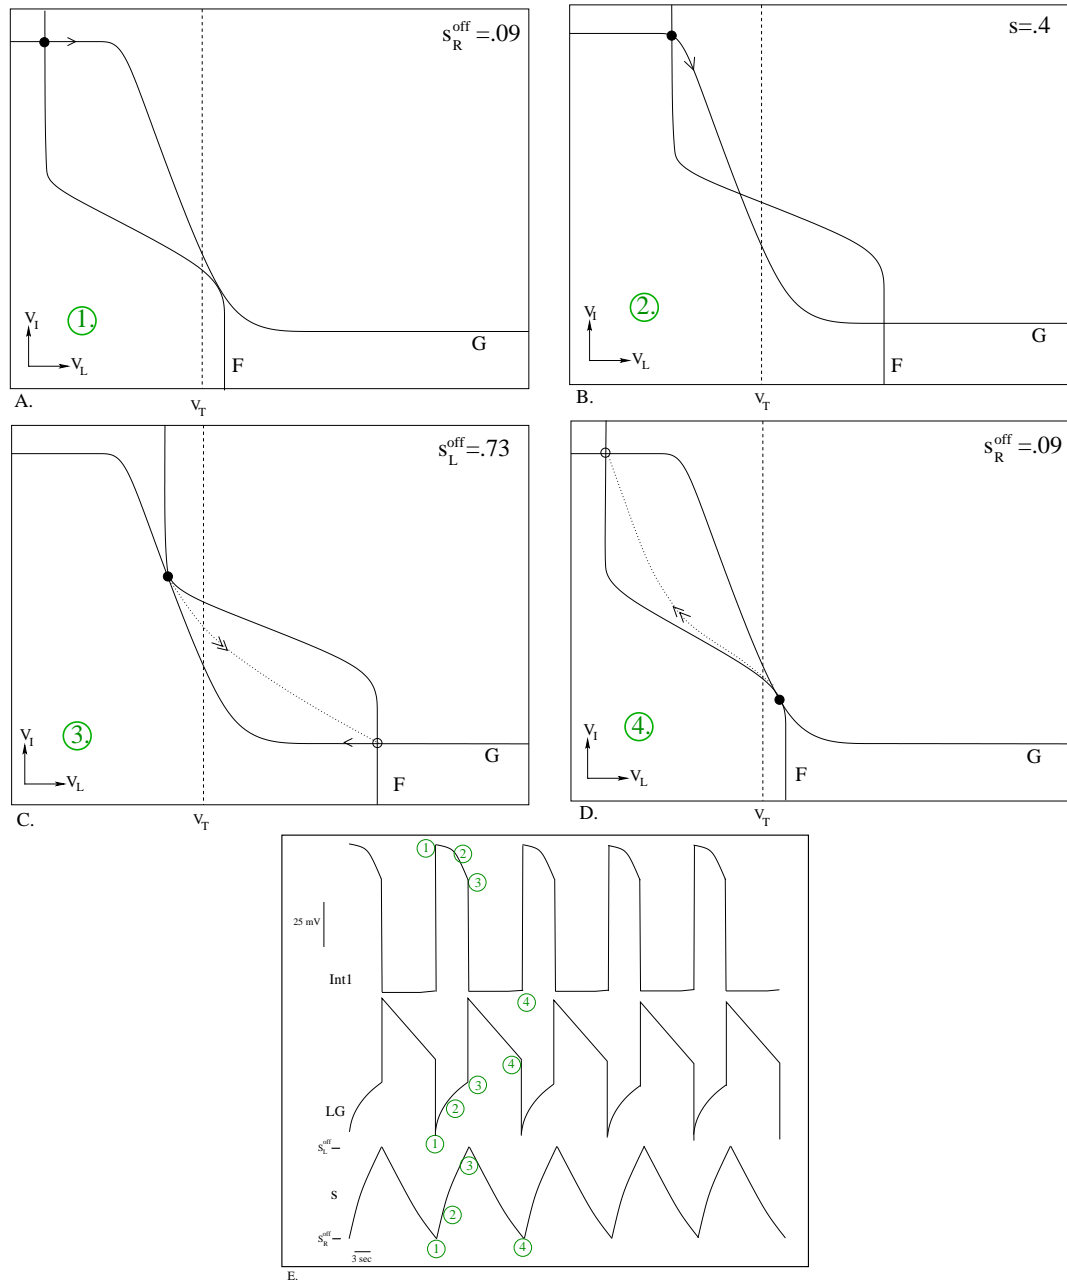 s_R^off =.09
1.
V_I
V_L
G
F
A.
V_T
s=.4
2.
V_I
V_L
G
F
B.
V_T
s_L^off =.73
3.
V_I
V_L
G
F
C.
V_T
s_R^off =.09
4.
V_I
V_L
G
F
D.
V_T
1
2
3
25 mV
Int1
4
4
3
LG
2
1
S_L^off
3
S
2
S_R^off
1
4
3 sec
E.